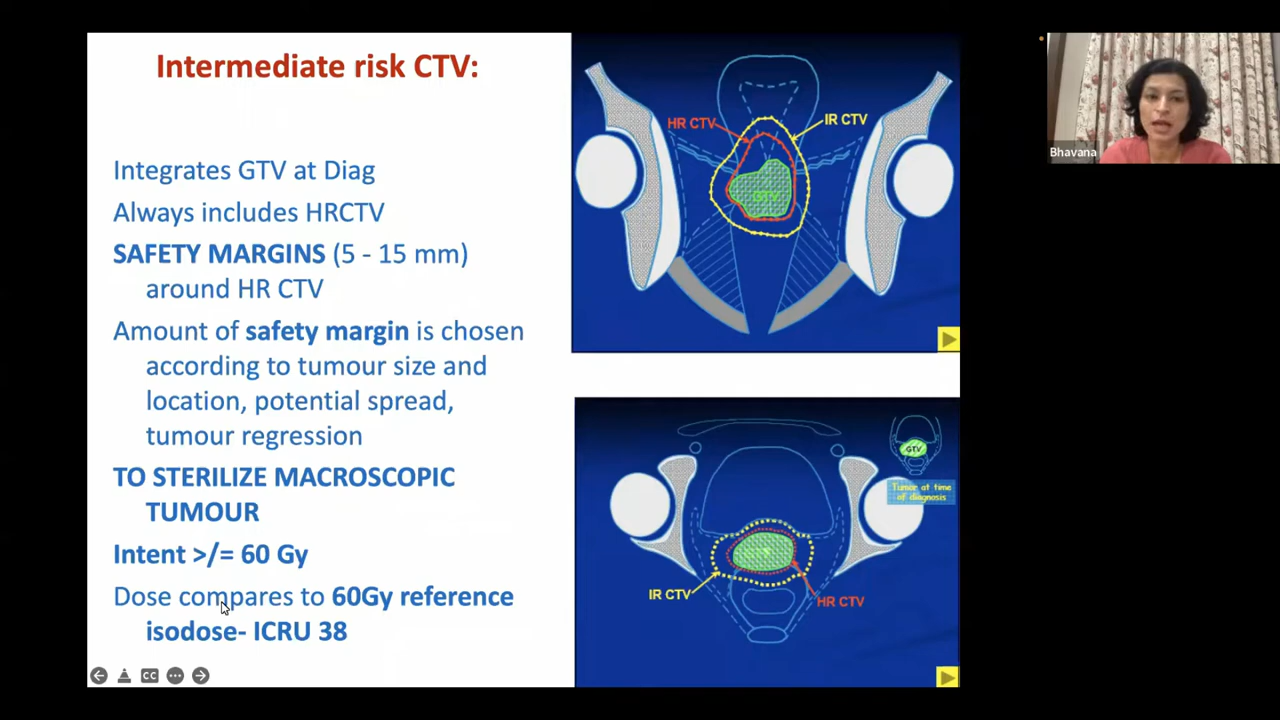 Intermediate risk CTV:
Integrates GTV at Diag
Always includes HRCTV
SAFETY MARGINS (5 - 15 mm)
around HR CTV
Amount of safety margin is chosen
according to tumour size and
location, potential spread,
tumour regression
TO STERILIZE MACROSCOPIC
TUMOUR
Intent >/= 60 Gy
Dose compares to 60Gy reference
isodose- ICRU 38
HR CTV
IR CTV
GTV
GTV
Tumor at time
of diagnosis
IR CTV
HR CTV
Bhavana
CC